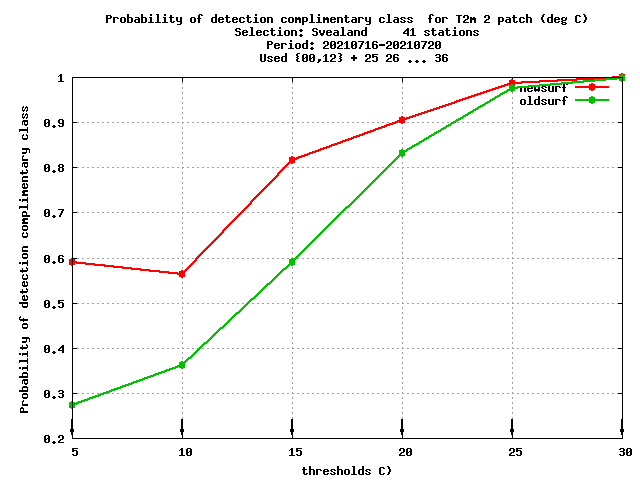 Probability of detection complimentary class  for T2m 2 patch (deg C)
Selection: Svealand     41 stations
Period: 20210716-20210720
Used {00,12} + 25 26 ... 36
Probability of detection complimentary class
1
0.9
0.8
0.7
0.6
0.5
0.4
0.3
0.2
newsurf
oldsurf
5 10 15 20 25 30
thresholds C)